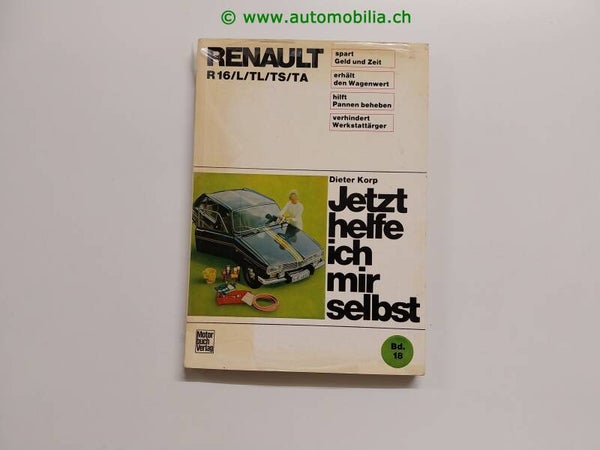 © www.automobilia.ch
RENAULT
R16/L/TL/TS/TA
spart
Geld und Zeit
erhält
den Wagenwert
hilft
Pannen beheben
verhindert
Werkstattärger
Dieter Korp
Jetzt
helfe
ich
mir
selbst
Motor
buch
Verlag
Bd.
18